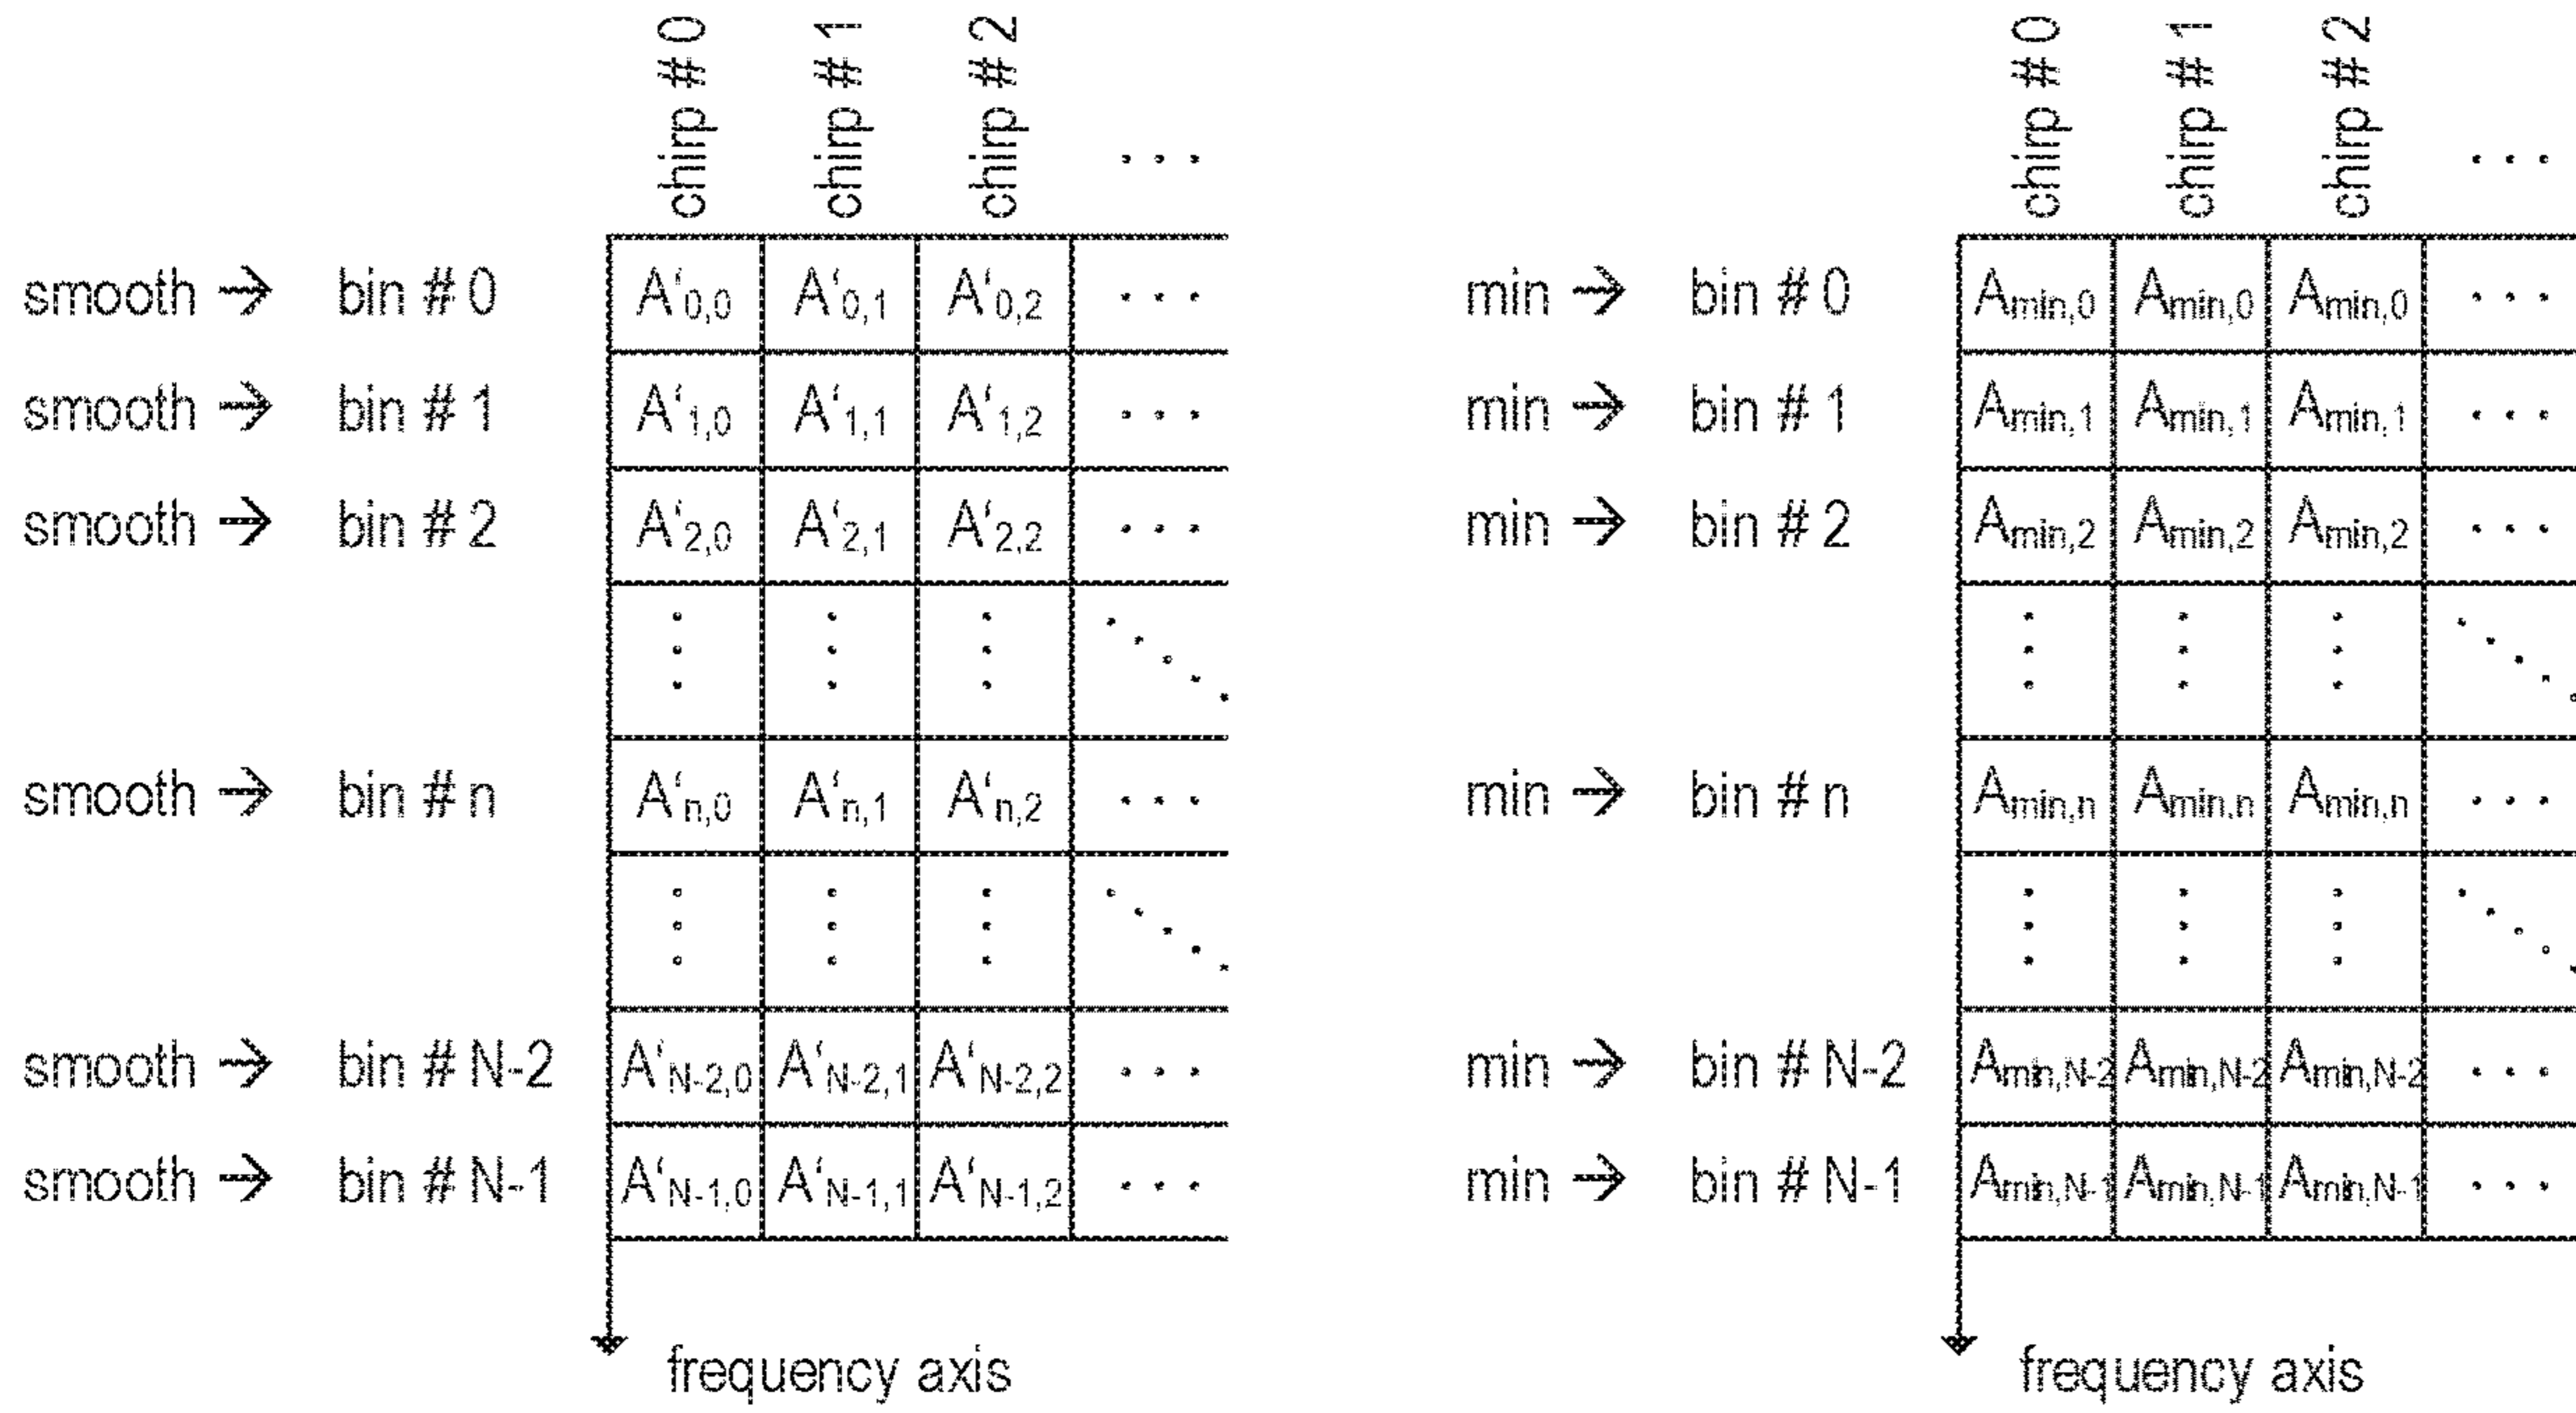 chirp # 0 chirp # 1 chirp # 2 . . .
smooth → bin # 0 A'0,0 A'0,1 A'0,2 . . .
smooth → bin # 1 A'1,0 A'1,1 A'1,2 . . .
smooth → bin # 2 A'2,0 A'2,1 A'2,2 . . .
smooth → bin # n A'n,0 A'n,1 A'n,2 . . .
smooth → bin # N-2 A'N-2,0 A'N-2,1 A'N-2,2 . . .
smooth → bin # N-1 A'N-1,0 A'N-1,1 A'N-1,2 . . .
frequency axis
chirp # 0 chirp # 1 chirp # 2 . . .
min → bin # 0 Amin,0 Amin,0 Amin,0 . . .
min → bin # 1 Amin,1 Amin,1 Amin,1 . . .
min → bin # 2 Amin,2 Amin,2 Amin,2 . . .
min → bin # n Amin,n Amin,n Amin,n . . .
min → bin # N-2 Amin,N-2 Amin,N-2 Amin,N-2 . . .
min → bin # N-1 Amin,N-1 Amin,N-1 Amin,N-1 . . .
frequency axis